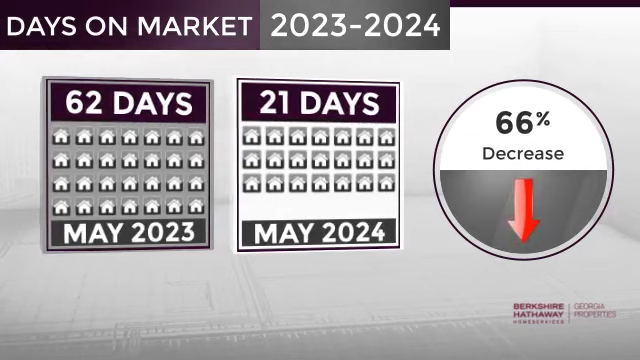 DAYS ON MARKET 2023-2024
62 DAYS
MAY 2023
21 DAYS
MAY 2024
66%
Decrease
BERKSHIRE
HATHAWAY
HOMESERVICES
GEORGIA
PROPERTIES